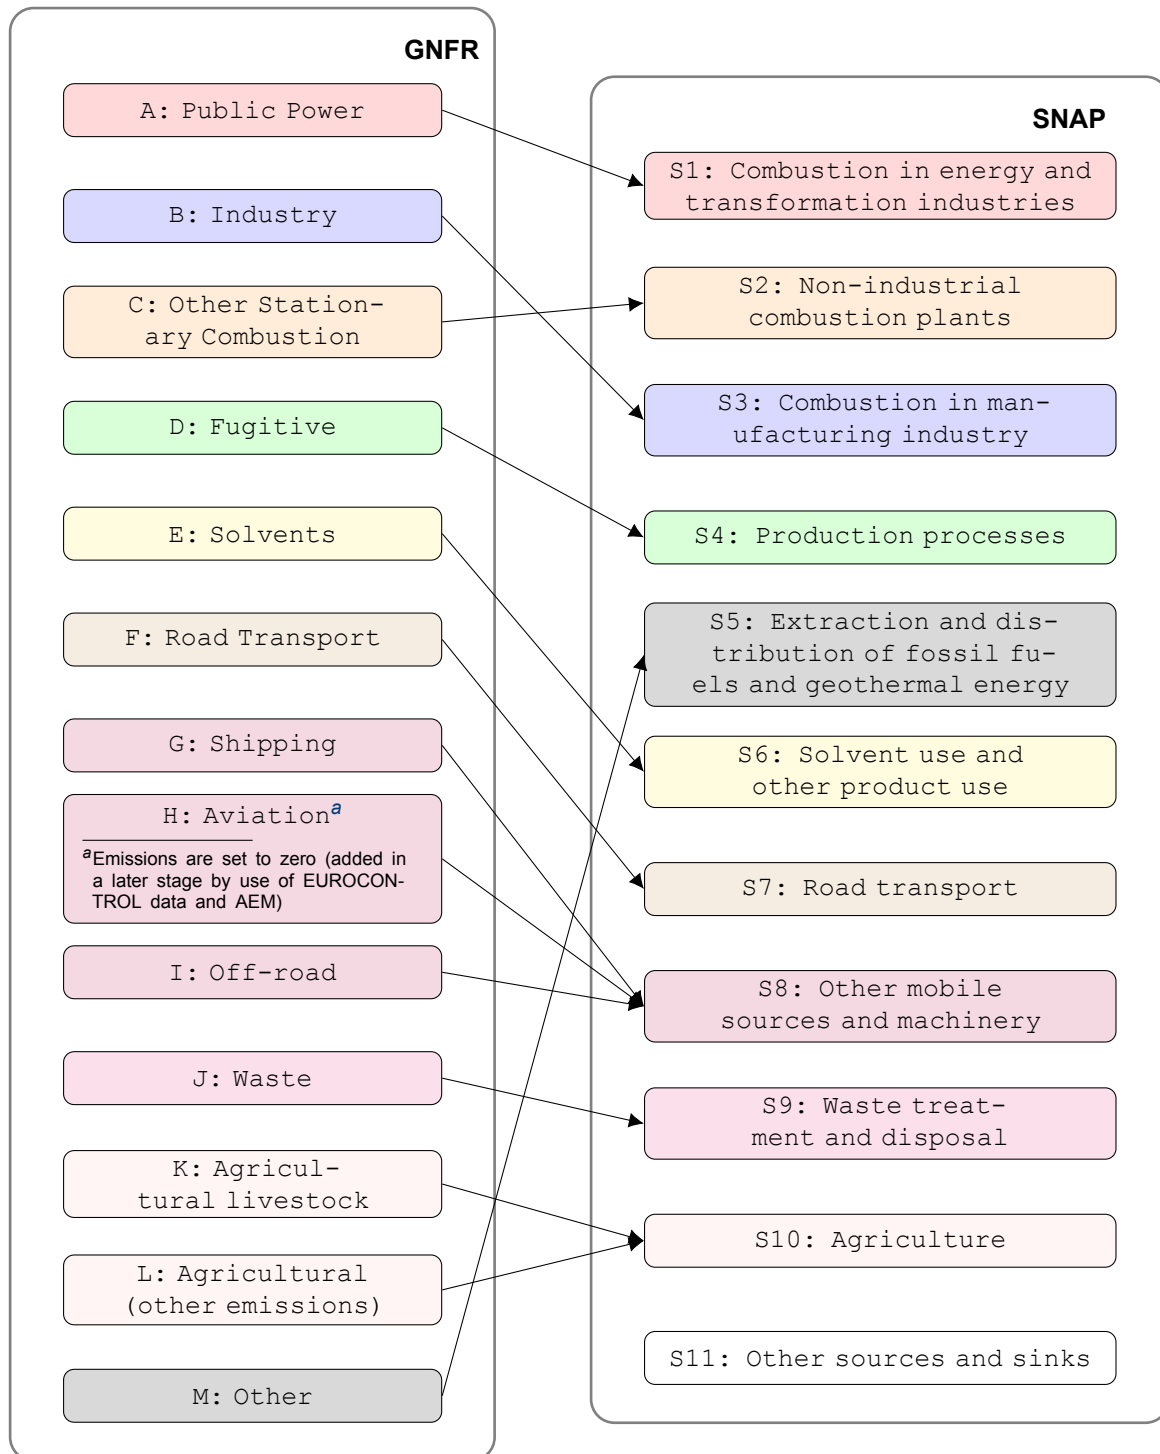 GNFR
A: Public Power
B: Industry
C: Other Station-
ary Combustion
D: Fugitive
E: Solvents
F: Road Transport
G: Shipping
H: Aviationa
aEmissions are set to zero (added in
a later stage by use of EUROCON-
TROL data and AEM)
I: Off-road
J: Waste
K: Agricul-
tural livestock
L: Agricultural
(other emissions)
M: Other
SNAP
S1: Combustion in energy and
transformation industries
S2: Non-industrial
combustion plants
S3: Combustion in man-
ufacturing industry
S4: Production processes
S5: Extraction and dis-
tribution of fossil fu-
els and geothermal energy
S6: Solvent use and
other product use
S7: Road transport
S8: Other mobile
sources and machinery
S9: Waste treat-
ment and disposal
S10: Agriculture
S11: Other sources and sinks